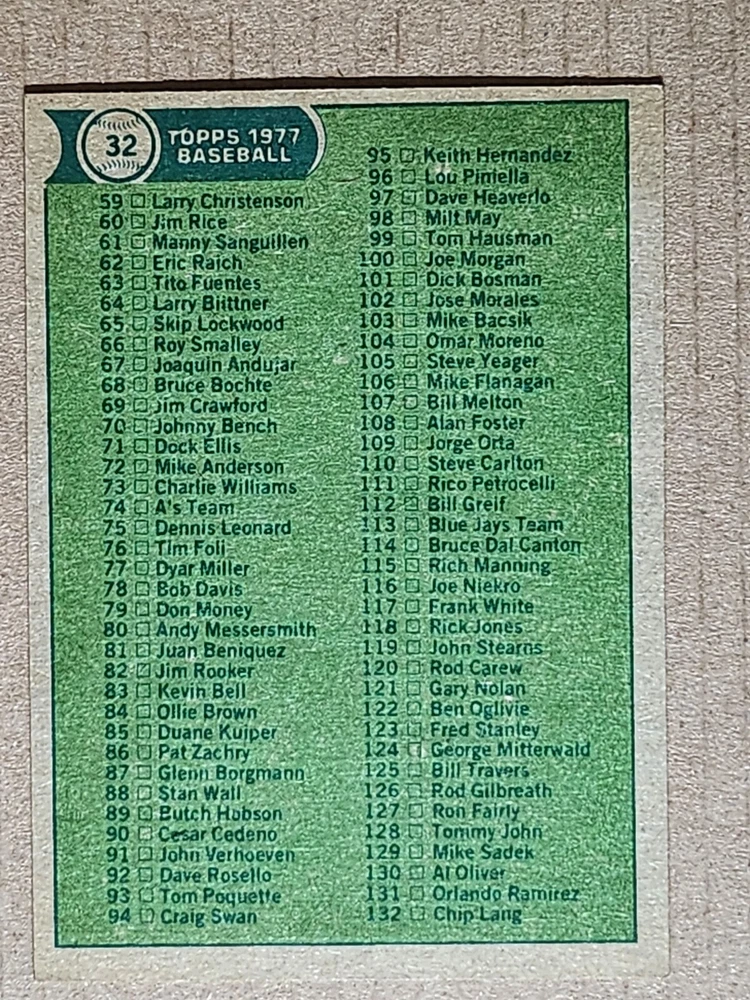 32
TOPPS 1977
BASEBALL
59 Larry Christenson
60 Jim Rice
61 Manny Sanguillen
62 Eric Raich
63 Tito Fuentes
64 Larry Biittner
65 Skip Lockwood
66 Roy Smalley
67 Joaquin Andujar
68 Bruce Bochte
69 Jim Crawford
70 Johnny Bench
71 Dock Ellis
72 Mike Anderson
73 Charlie Williams
74 A's Team
75 Dennis Leonard
76 Tim Foli
77 Dyar Miller
78 Bob Davis
79 Don Money
80 Andy Messersmith
81 Juan Beniquez
82 Jim Rooker
83 Kevin Bell
84 Ollie Brown
85 Duane Kuiper
86 Pat Zachry
87 Glenn Borgmann
88 Stan Wall
89 Butch Hobson
90 Cesar Cedeno
91 John Verhoeven
92 Dave Rosello
93 Tom Poquette
94 Craig Swan
95 Keith Hernandez
96 Lou Piniella
97 Dave Heaverlo
98 Milt May
99 Tom Hausman
100 Joe Morgan
101 Dick Bosman
102 Jose Morales
103 Mike Bacsik
104 Omar Moreno
105 Steve Yeager
106 Mike Flanagan
107 Bill Melton
108 Alan Foster
109 Jorge Orta
110 Steve Carlton
111 Rico Petrocelli
112 Bill Greif
113 Blue Jays Team
114 Bruce Dal Canton
115 Rich Manning
116 Joe Niekro
117 Frank White
118 Rick Jones
119 John Stearns
120 Rod Carew
121 Gary Nolan
122 Ben Oglivie
123 Fred Stanley
124 George Mitterwald
125 Bill Travers
126 Rod Gilbreath
127 Ron Fairly
128 Tommy John
129 Mike Sadek
130 Al Oliver
131 Orlando Ramirez
132 Chip Lang